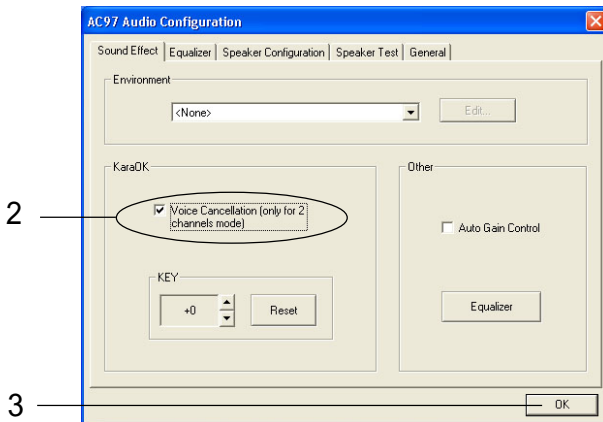 AC97 Audio Configuration
Sound Effect Equalizer Speaker Configuration Speaker Test General
Environment
<None>
Edit...
KaraOK
Other
2
Voice Cancellation (only for 2
channels mode)
Auto Gain Control
KEY
+0
Reset
Equalizer
3
OK